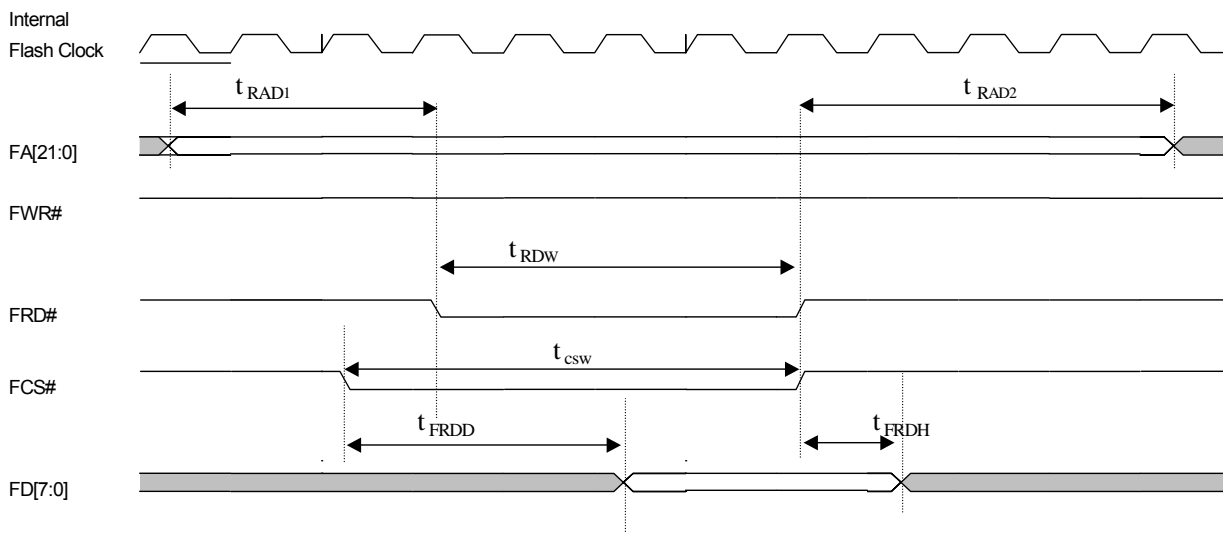 Internal
Flash Clock
t RAD1
t RAD2
FA[21:0]
FWR#
t RDW
FRD#
t csw
FCS#
t FRDD
t FRDH
FD[7:0]